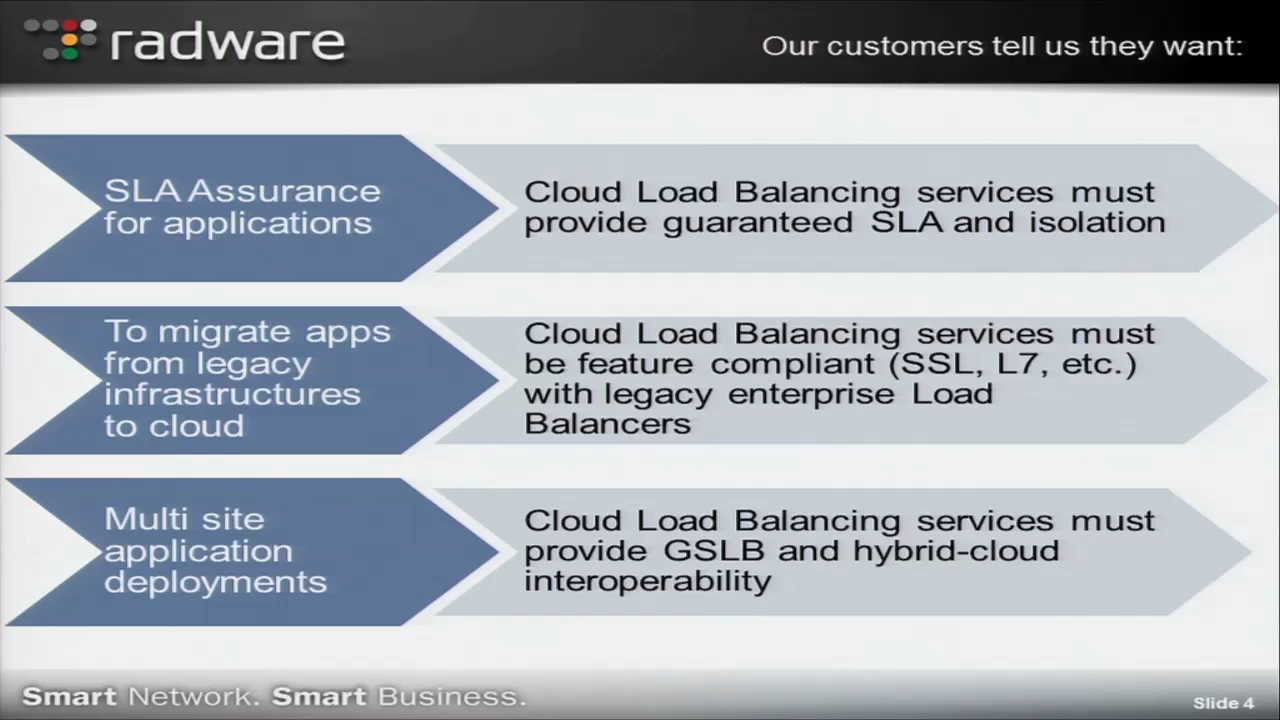 radware
Our customers tell us they want:
SLA Assurance
for applications
Cloud Load Balancing services must
provide guaranteed SLA and isolation
To migrate apps
from legacy
infrastructures
to cloud
Cloud Load Balancing services must
be feature compliant (SSL, L7, etc.)
with legacy enterprise Load
Balancers
Multi site
application
deployments
Cloud Load Balancing services must
provide GSLB and hybrid-cloud
interoperability
Smart Network. Smart Business.
Slide 4